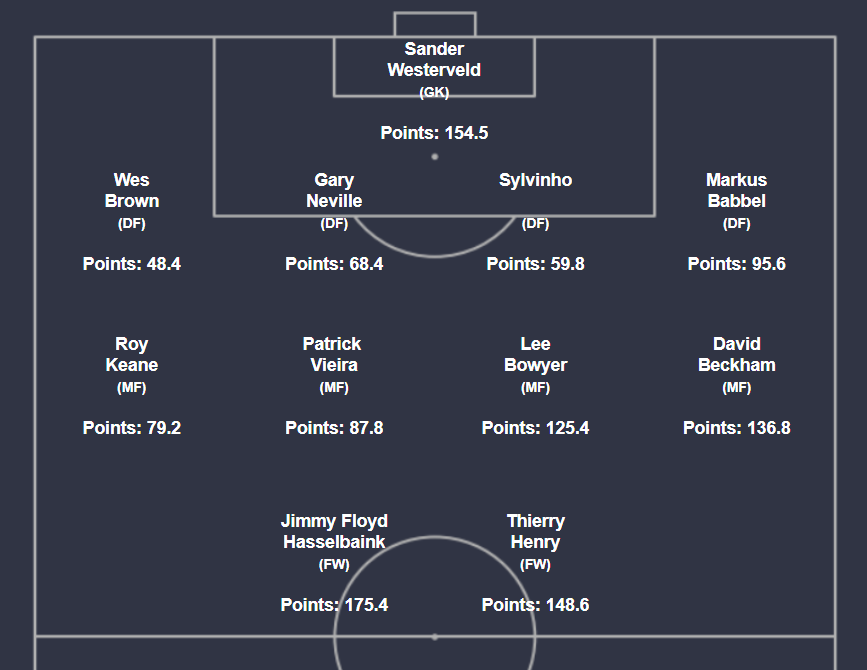 Sander
Westerveld
(GK)
Points: 154.5
Wes
Brown
(DF)
Points: 48.4
Gary
Neville
(DF)
Points: 68.4
Sylvinho
(DF)
Points: 59.8
Markus
Babbel
(DF)
Points: 95.6
Roy
Keane
(MF)
Points: 79.2
Patrick
Vieira
(MF)
Points: 87.8
Lee
Bowyer
(MF)
Points: 125.4
David
Beckham
(MF)
Points: 136.8
Jimmy Floyd
Hasselbaink
(FW)
Points: 175.4
Thierry
Henry
(FW)
Points: 148.6